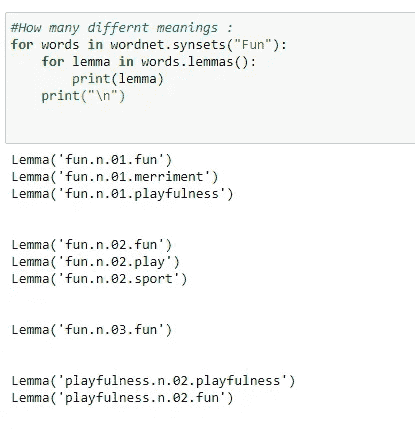 #How many differnt meanings :
for words in wordnet.synsets("Fun"):
    for lemma in words.lemmas():
        print(lemma)
    print("\n")
Lemma('fun.n.01.fun')
Lemma('fun.n.01.merriment')
Lemma('fun.n.01.playfulness')
Lemma('fun.n.02.fun')
Lemma('fun.n.02.play')
Lemma('fun.n.02.sport')
Lemma('fun.n.03.fun')
Lemma('playfulness.n.02.playfulness')
Lemma('playfulness.n.02.fun')